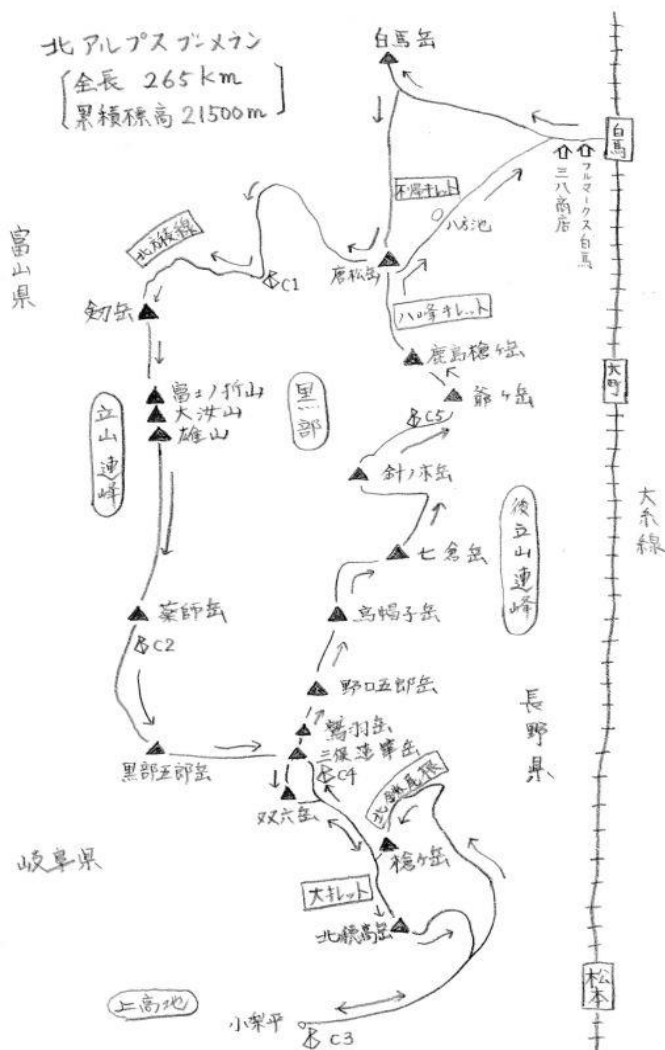 北アルプスブーメラン
全長 265km
累積標高 21500m
白馬岳
白馬
フルマークス白馬
三八商店
不帰キレット
八方池
北方稜線
富山県
唐松岳
C1
剱岳
八峰キレット
鹿島槍ヶ岳
大町
爺ヶ岳
富士ノ折山
大汝山
雄山
黒部
立山連峰
C5
針ノ木岳
大糸線
後立山連峰
七倉岳
薬師岳
烏帽子岳
C2
野口五郎岳
長野県
鷲羽岳
三俣蓮華岳
黒部五郎岳
C4
双六岳
北鎌尾根
岐阜県
槍ヶ岳
大キレット
北穂高岳
松本
上高地
小梨平
C3